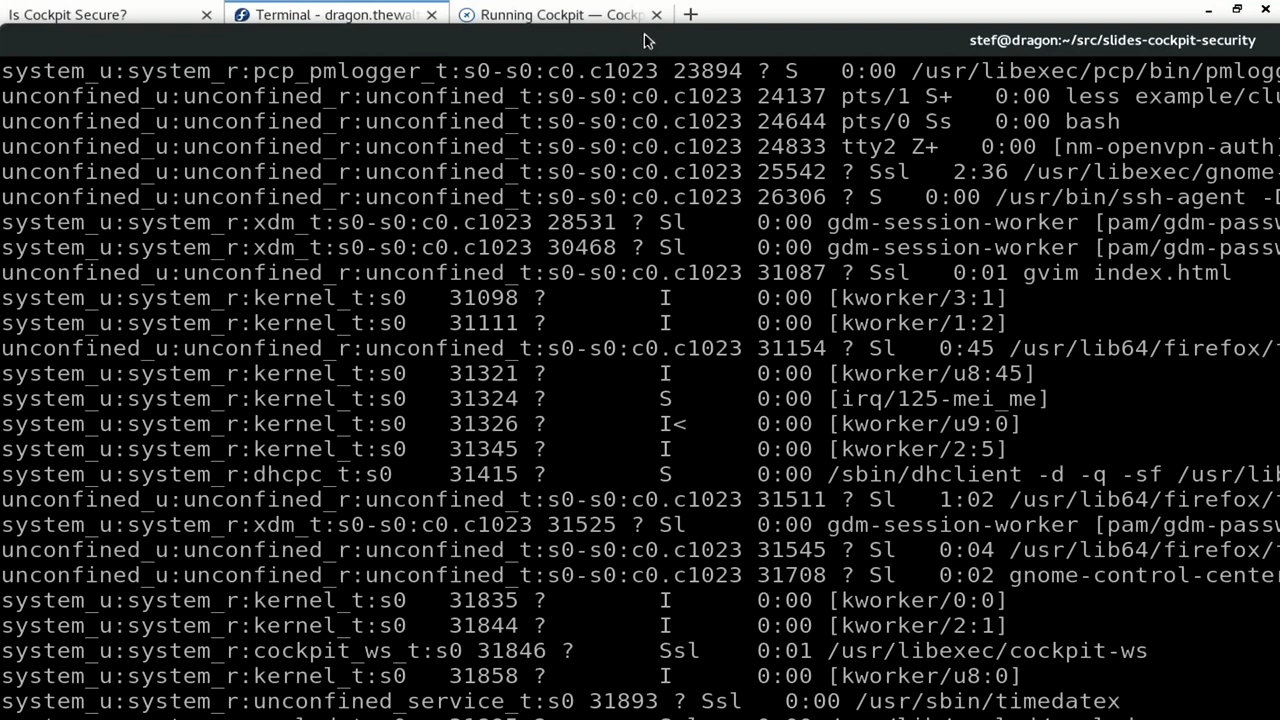 Is Cockpit Secure?
Terminal - dragon.thewal
Running Cockpit — Cockp
stef@dragon:~/src/slides-cockpit-security
system_u:system_r:pcp_pmlogger_t:s0-s0:c0.c1023 23894 ? S 0:00 /usr/libexec/pcp/bin/pmlogg
unconfined_u:unconfined_r:unconfined_t:s0-s0:c0.c1023 24137 pts/1 S+ 0:00 less example/clu
unconfined_u:unconfined_r:unconfined_t:s0-s0:c0.c1023 24644 pts/0 Ss 0:00 bash
unconfined_u:unconfined_r:unconfined_t:s0-s0:c0.c1023 24833 tty2 Z+ 0:00 [nm-openvpn-auth]
unconfined_u:unconfined_r:unconfined_t:s0-s0:c0.c1023 25542 ? Ssl 2:36 /usr/libexec/gnome-
unconfined_u:unconfined_r:unconfined_t:s0-s0:c0.c1023 26306 ? S 0:00 /usr/bin/ssh-agent -D
system_u:system_r:xdm_t:s0-s0:c0.c1023 28531 ? Sl 0:00 gdm-session-worker [pam/gdm-passw
system_u:system_r:xdm_t:s0-s0:c0.c1023 30468 ? Sl 0:00 gdm-session-worker [pam/gdm-passw
unconfined_u:unconfined_r:unconfined_t:s0-s0:c0.c1023 31087 ? Ssl 0:01 gvim index.html
system_u:system_r:kernel_t:s0 31098 ? I 0:00 [kworker/3:1]
system_u:system_r:kernel_t:s0 31111 ? I 0:00 [kworker/1:2]
unconfined_u:unconfined_r:unconfined_t:s0-s0:c0.c1023 31154 ? Sl 0:45 /usr/lib64/firefox/
system_u:system_r:kernel_t:s0 31321 ? I 0:00 [kworker/u8:45]
system_u:system_r:kernel_t:s0 31324 ? S 0:00 [irq/125-mei_me]
system_u:system_r:kernel_t:s0 31326 ? I< 0:00 [kworker/u9:0]
system_u:system_r:kernel_t:s0 31345 ? I 0:00 [kworker/2:5]
system_u:system_r:dhcpc_t:s0 31415 ? S 0:00 /sbin/dhclient -d -q -sf /usr/lib
unconfined_u:unconfined_r:unconfined_t:s0-s0:c0.c1023 31511 ? Sl 1:02 /usr/lib64/firefox/
system_u:system_r:xdm_t:s0-s0:c0.c1023 31525 ? Sl 0:00 gdm-session-worker [pam/gdm-passw
unconfined_u:unconfined_r:unconfined_t:s0-s0:c0.c1023 31545 ? Sl 0:04 /usr/lib64/firefox/
unconfined_u:unconfined_r:unconfined_t:s0-s0:c0.c1023 31708 ? Sl 0:02 gnome-control-center
system_u:system_r:kernel_t:s0 31835 ? I 0:00 [kworker/0:0]
system_u:system_r:kernel_t:s0 31844 ? I 0:00 [kworker/2:1]
system_u:system_r:cockpit_ws_t:s0 31846 ? Ssl 0:01 /usr/libexec/cockpit-ws
system_u:system_r:kernel_t:s0 31858 ? I 0:00 [kworker/u8:0]
system_u:system_r:unconfined_service_t:s0 31893 ? Ssl 0:00 /usr/sbin/timedatex